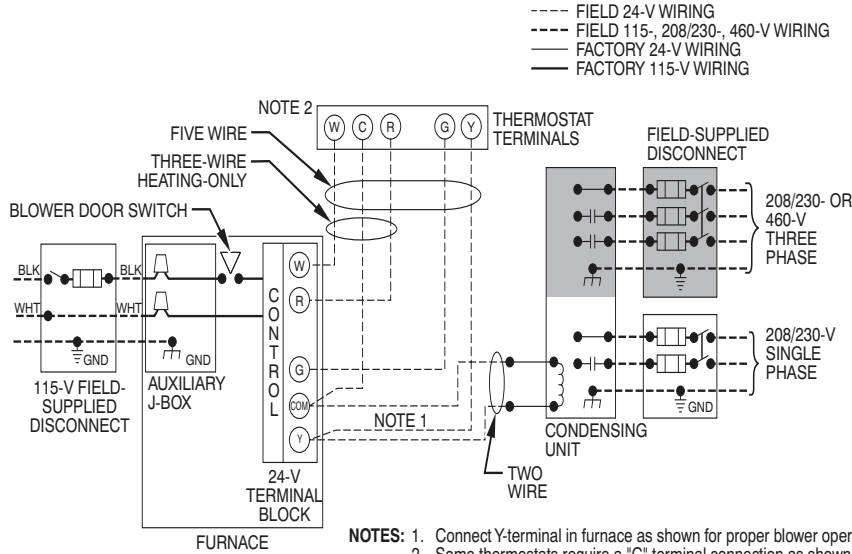 FIELD 24-V WIRING
FIELD 115-, 208/230-, 460-V WIRING
FACTORY 24-V WIRING
FACTORY 115-V WIRING
NOTE 2
W C R G Y
THERMOSTAT
TERMINALS
FIVE WIRE
THREE-WIRE
HEATING-ONLY
BLOWER DOOR SWITCH
FIELD-SUPPLIED
DISCONNECT
208/230- OR
460-V
THREE
PHASE
BLK
BLK
WHT
WHT
GND
GND
115-V FIELD-
SUPPLIED
DISCONNECT
AUXILIARY
J-BOX
CONTROL
W
R
G
COM
Y
NOTE 1
24-V
TERMINAL
BLOCK
FURNACE
TWO
WIRE
CONDENSING
UNIT
208/230-V
SINGLE
PHASE
GND
NOTES: 1. Connect Y-terminal in furnace as shown for proper blower oper
2. Some thermostats require a "C" terminal connection as shown